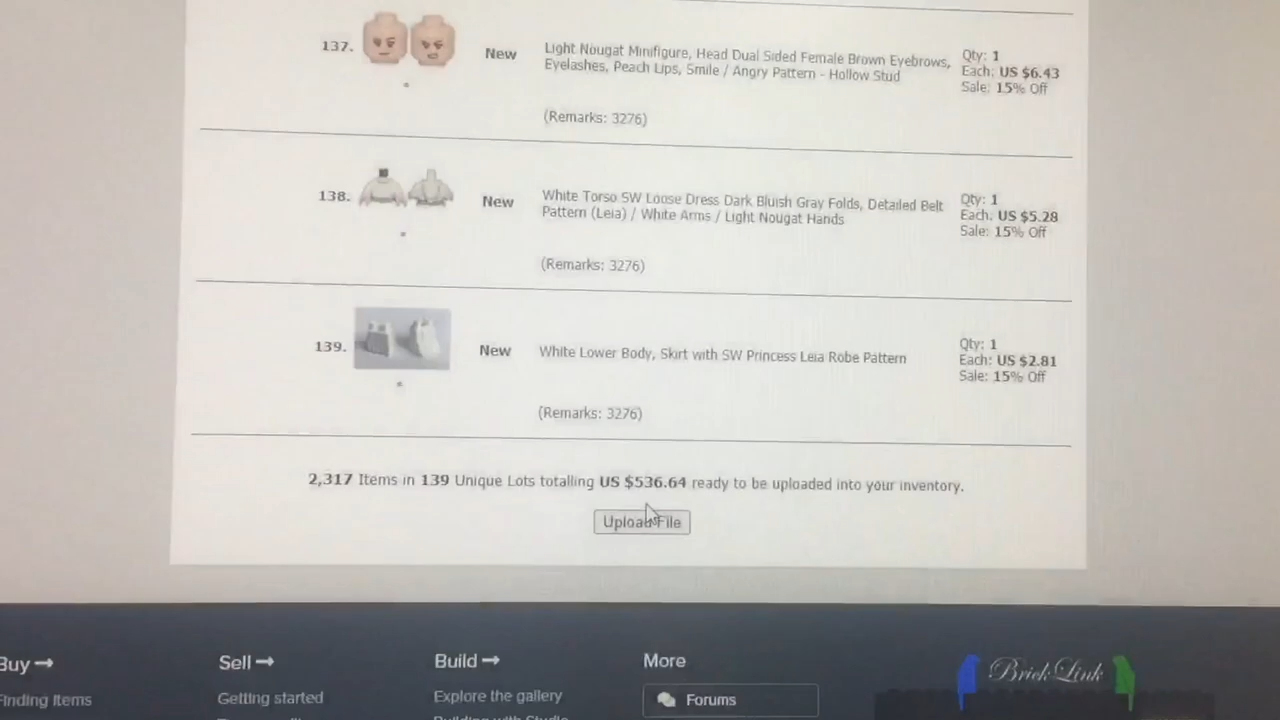 137.
New
Light Nougat Minifigure, Head Dual Sided Female Brown Eyebrows,
Eyelashes, Peach Lips, Smile / Angry Pattern - Hollow Stud
(Remarks: 3276)
Qty: 1
Each: US $6.43
Sale: 15% Off
138.
New
White Torso SW Loose Dress Dark Bluish Gray Folds, Detailed Belt
Pattern (Leia) / White Arms / Light Nougat Hands
(Remarks: 3276)
Qty: 1
Each: US $5.28
Sale: 15% Off
139.
New
White Lower Body, Skirt with SW Princess Leia Robe Pattern
(Remarks: 3276)
Qty: 1
Each: US $2.81
Sale: 15% Off
2,317 Items in 139 Unique Lots totalling US $536.64 ready to be uploaded into your inventory.
Upload File
Buy
Finding Items
Sell
Getting started
Build
Explore the gallery
Building with Studio
More
Forums
BrickLink